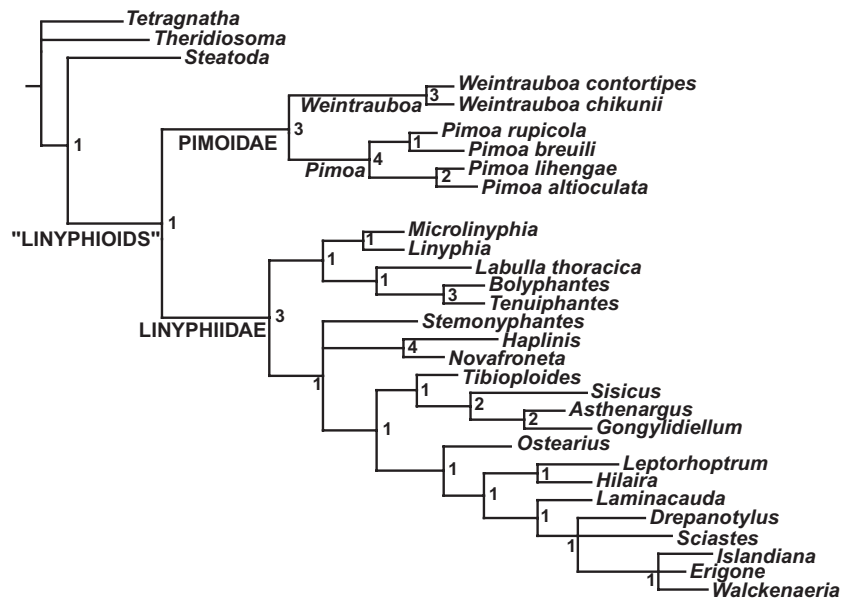 Tetragnatha
Theridiosoma
Steatoda
Weintrauboa contortipes
3
Weintrauboa
Weintrauboa chikunii
Pimoa rupicola
3
1
PIMOIDAE
1
Pimoa breuili
4
Pimoa
Pimoa lihengae
2
Pimoa altioculata
1
"LINYPHIOIDS"
Microlinyphia
1
Linyphia
1
Labulla thoracica
1
Bolyphantes
3
Tenuiphantes
3
LINYPHIIDAE
Stemonyphantes
Haplinis
4
Novafroneta
Tibioploides
1
1
Sisicus
2
Asthenargus
2
Gongylidiellum
1
Ostearius
Leptorhoptrum
1
1
Hilaira
1
Laminacauda
1
Drepanotylus
Sciastes
1
Islandiana
Erigone
1
Walckenaeria